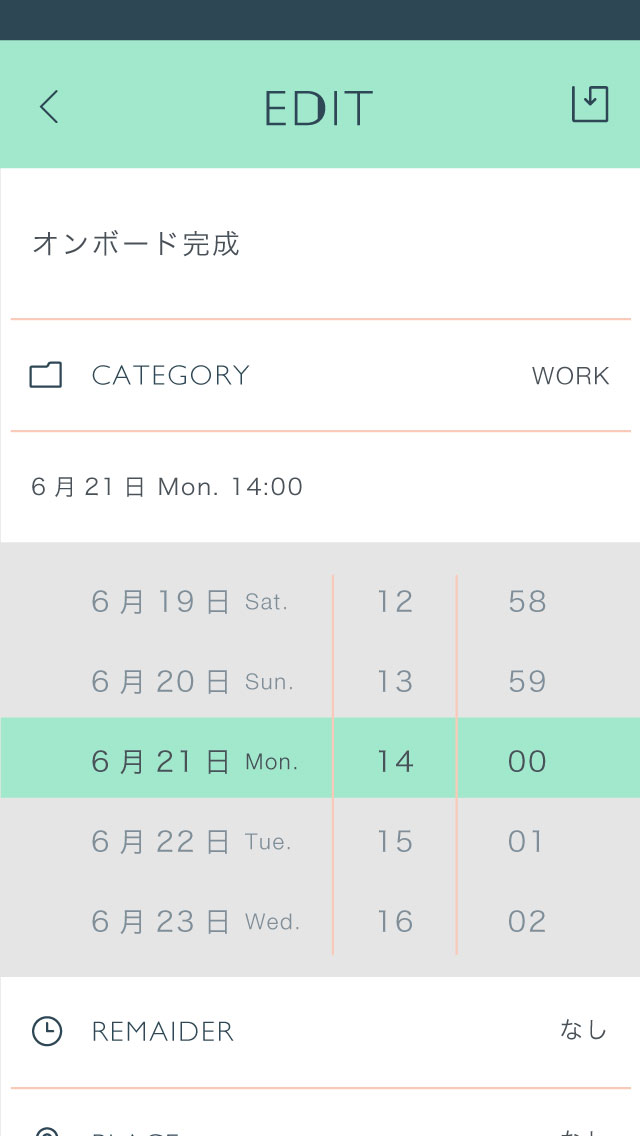 EDIT
オンボード完成
CATEGORY WORK
6月21日 Mon. 14:00
6月19日 Sat. 12 58
6月20日 Sun. 13 59
6月21日 Mon. 14 00
6月22日 Tue. 15 01
6月23日 Wed. 16 02
REMAIDER なし